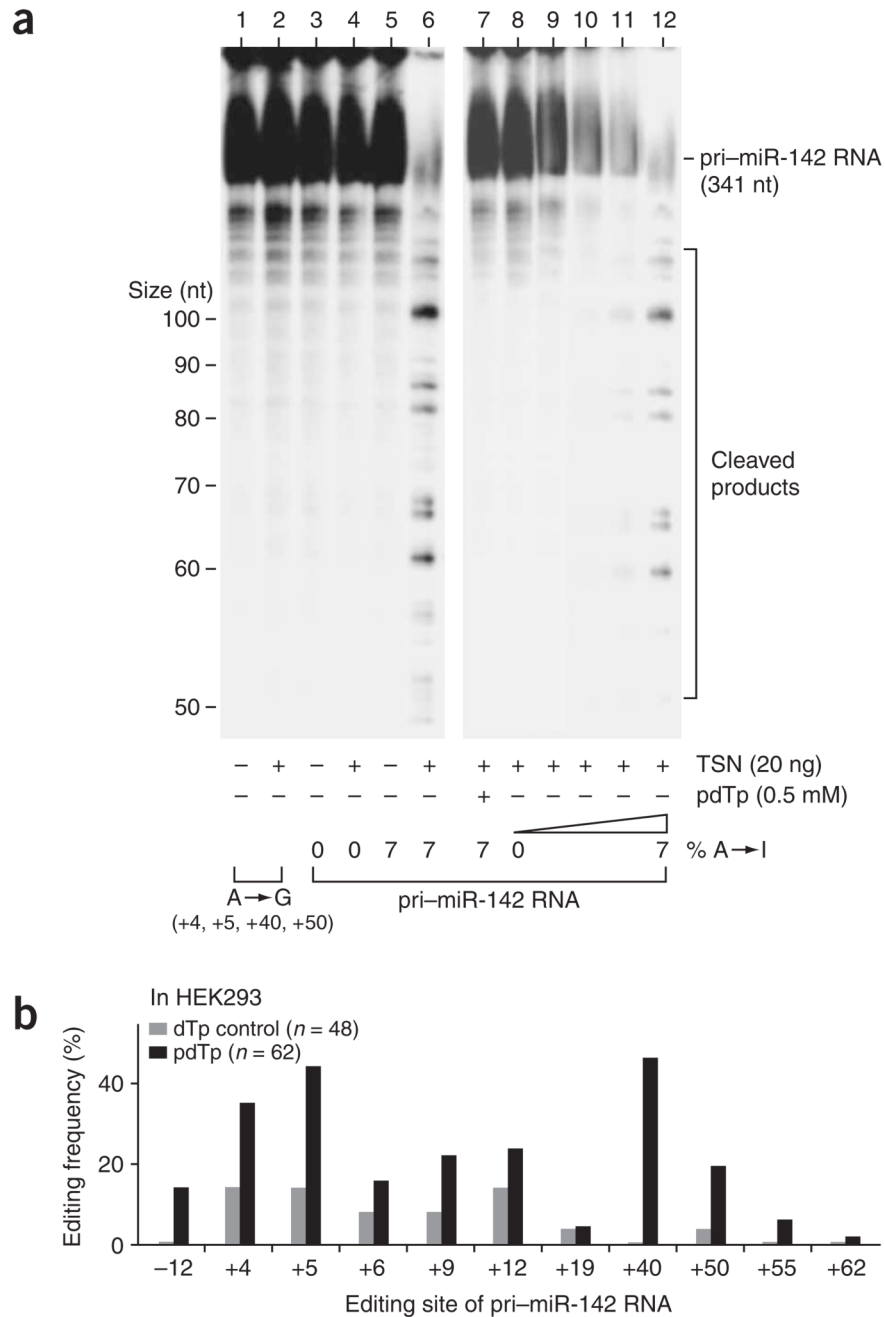 a
1 2 3 4 5 6 7 8 9 10 11 12
pri–miR-142 RNA
(341 nt)
Size (nt)
100
90
80
70
60
50
Cleaved
products
– + – + – + + + + + + + TSN (20 ng)
– – – – – – + – – – – – pdTp (0.5 mM)
0 0 7 7 7 0 7 % A→I
A→G
(+4, +5, +40, +50)
pri–miR-142 RNA
b
In HEK293
dTp control (n = 48)
pdTp (n = 62)
Editing frequency (%)
40
20
0
–12 +4 +5 +6 +9 +12 +19 +40 +50 +55 +62
Editing site of pri–miR-142 RNA